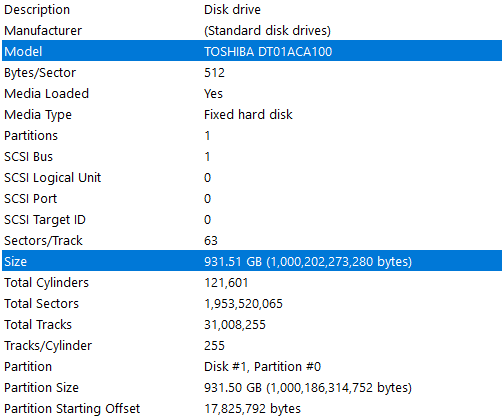 Description Disk drive
Manufacturer (Standard disk drives)
Model TOSHIBA DT01ACA100
Bytes/Sector 512
Media Loaded Yes
Media Type Fixed hard disk
Partitions 1
SCSI Bus 1
SCSI Logical Unit 0
SCSI Port 0
SCSI Target ID 0
Sectors/Track 63
Size 931.51 GB (1,000,202,273,280 bytes)
Total Cylinders 121,601
Total Sectors 1,953,520,065
Total Tracks 31,008,255
Tracks/Cylinder 255
Partition Disk #1, Partition #0
Partition Size 931.50 GB (1,000,186,314,752 bytes)
Partition Starting Offset 17,825,792 bytes